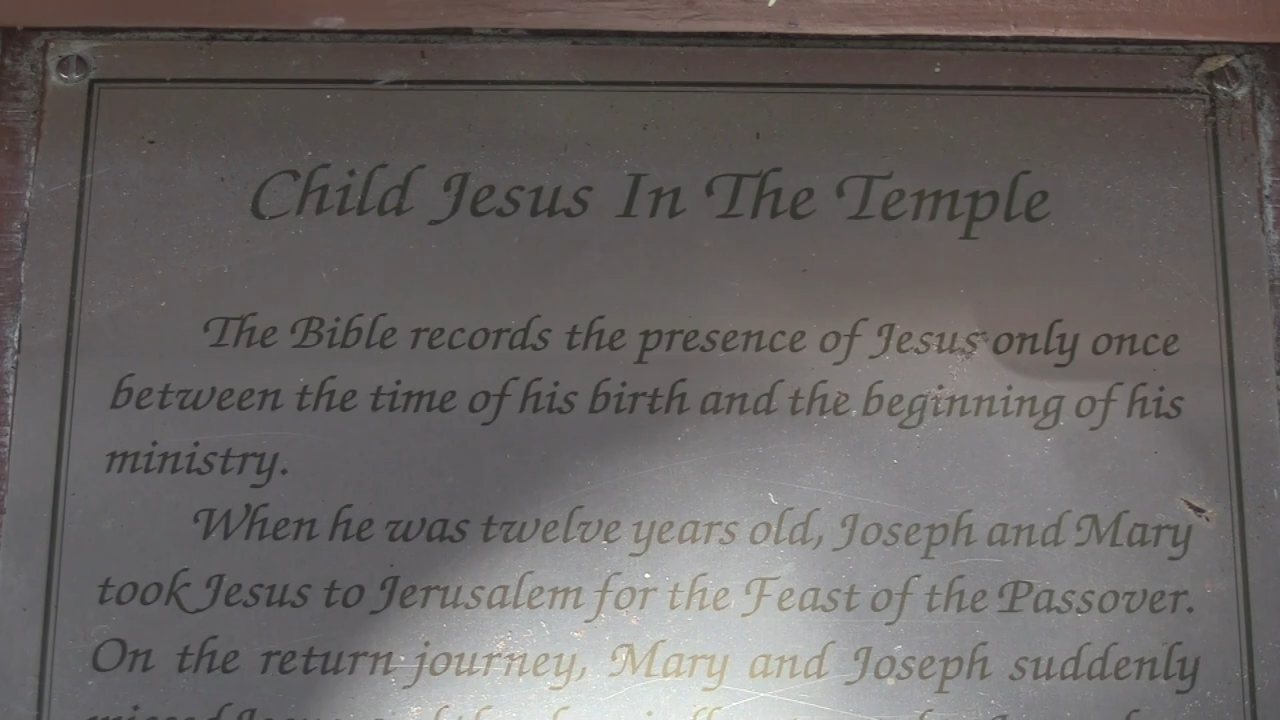 Child Jesus In The Temple
The Bible records the presence of Jesus only once
between the time of his birth and the beginning of his
ministry.
When he was twelve years old, Joseph and Mary
took Jesus to Jerusalem for the Feast of the Passover.
On the return journey, Mary and Joseph suddenly